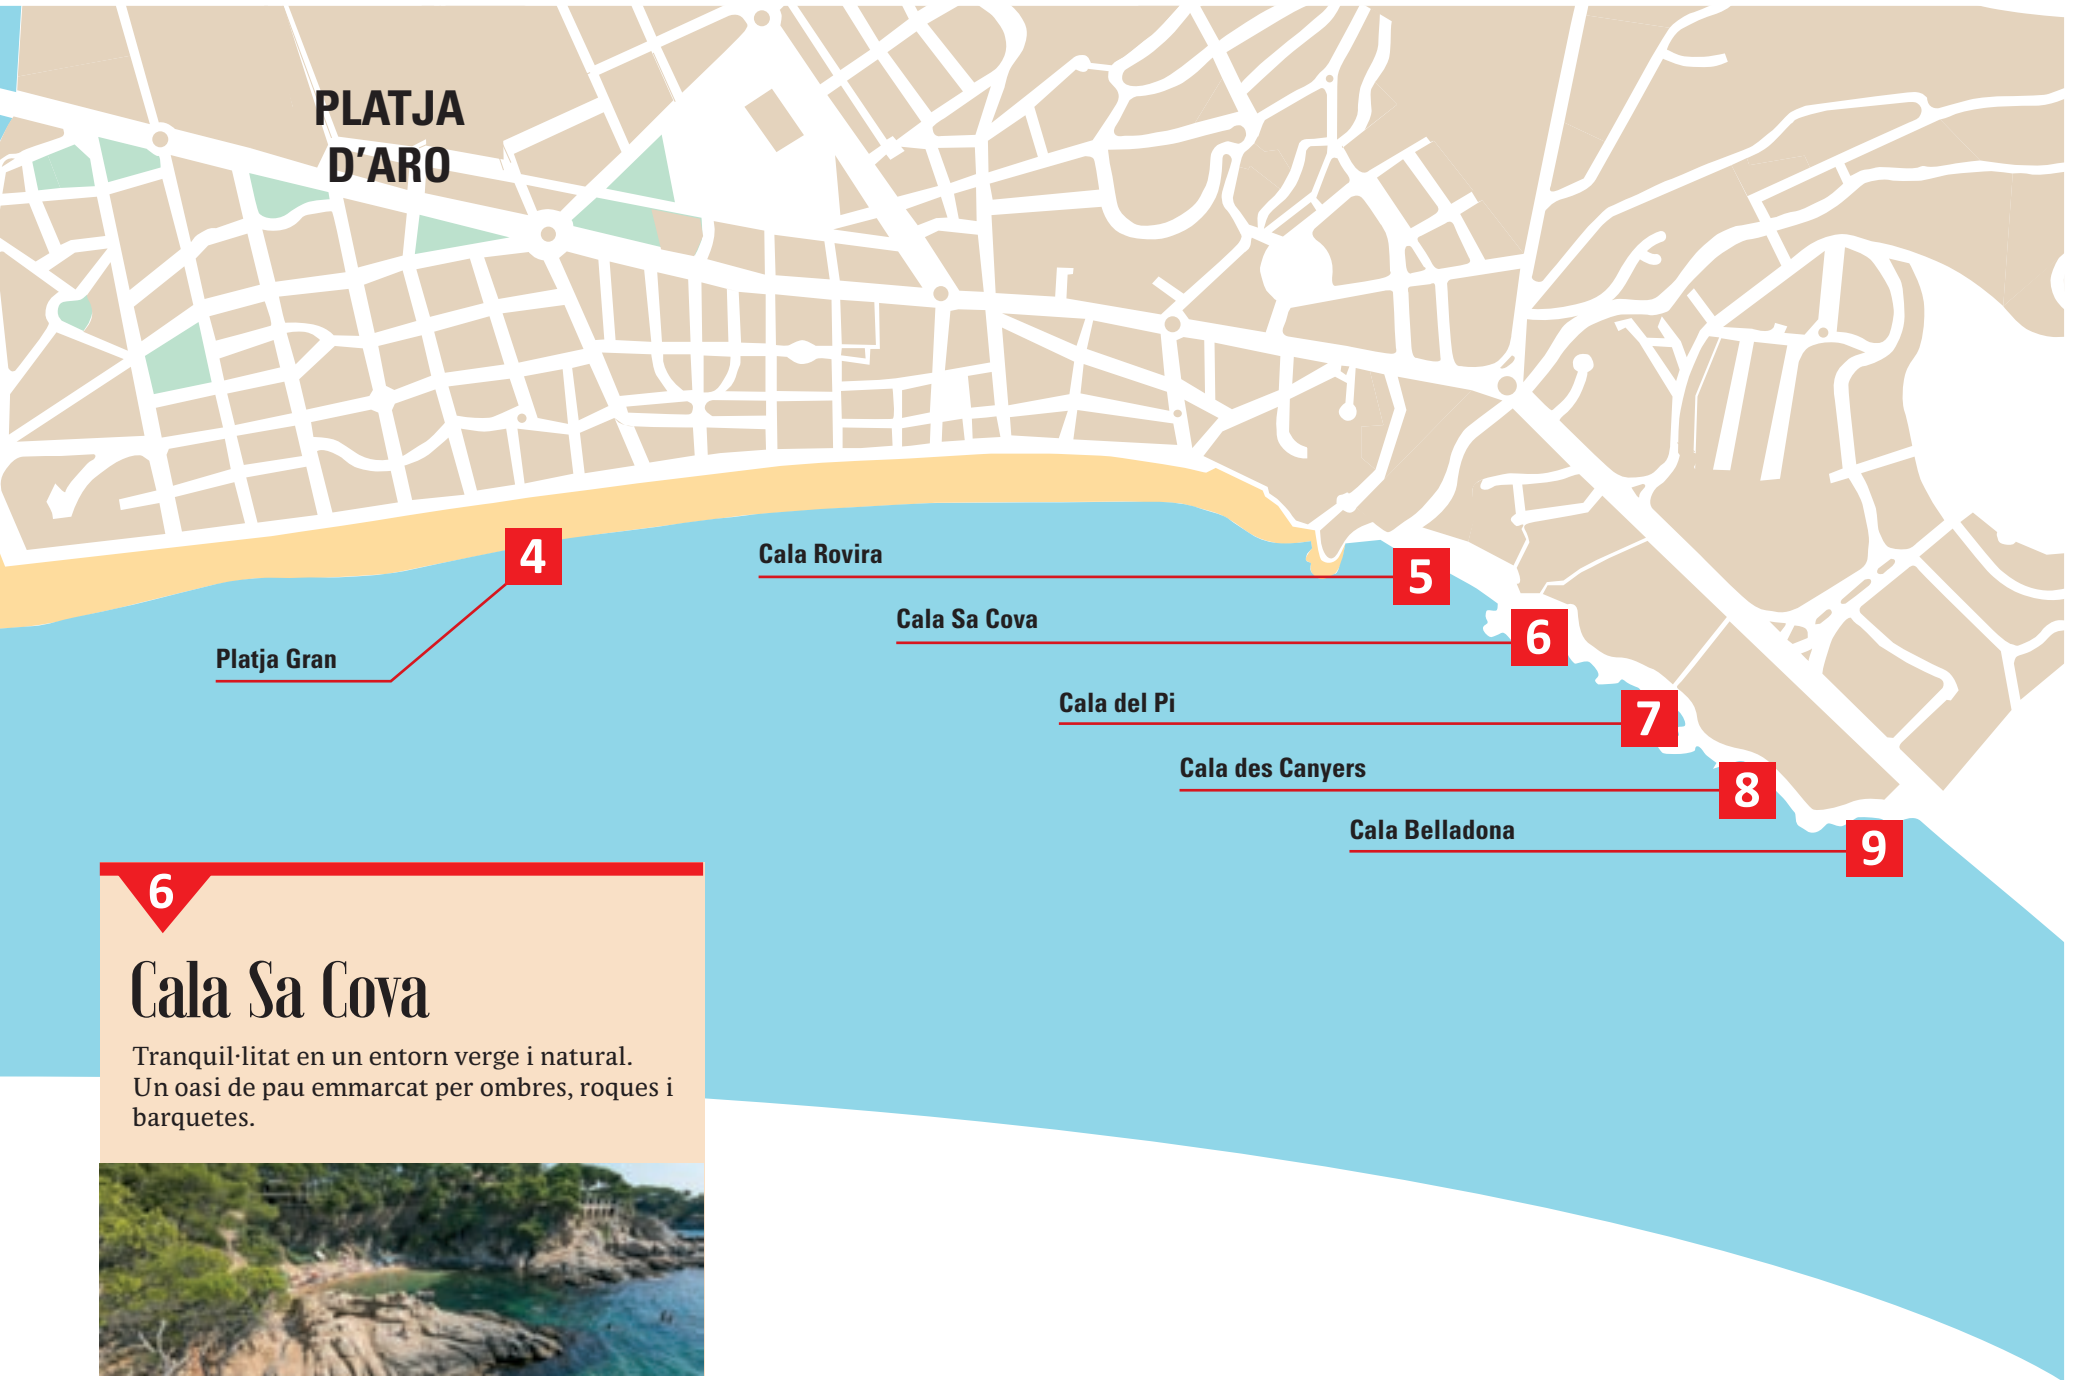 PLATJA
D’ARO
4
Platja Gran
Cala Rovira
5
Cala Sa Cova
6
Cala del Pi
7
Cala des Canyers
8
Cala Belladona
9
6
Cala Sa Cova
Tranquil·litat en un entorn verge i natural.
Un oasi de pau emmarcat per ombres, roques i
barquetes.